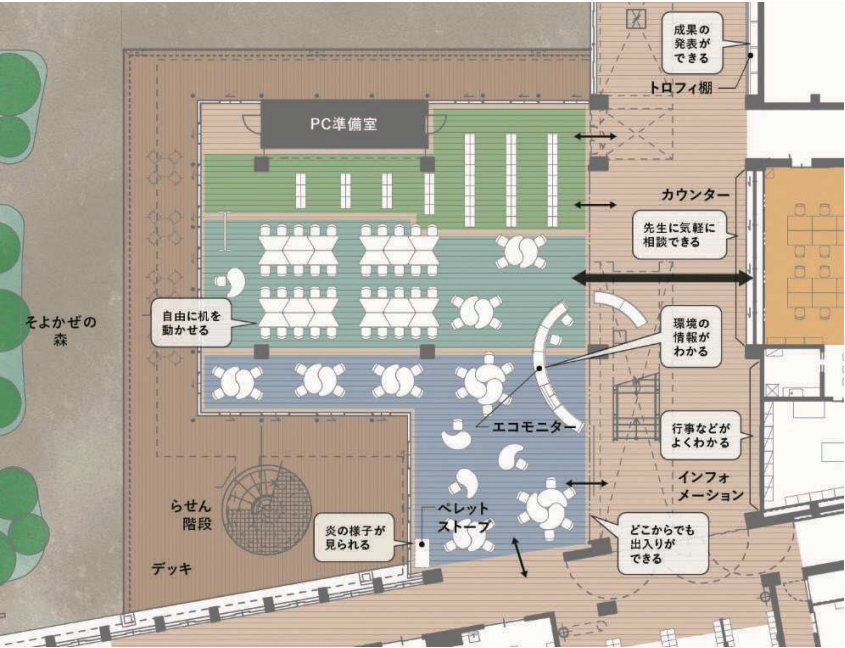 成果の
発表が
できる
トロフィ棚
PC準備室
カウンター
先生に気軽に
相談できる
自由に机を
動かせる
そよかぜの
森
環境の
情報が
わかる
エコモニター
行事などが
よくわかる
インフォ
メーション
らせん
階段
ペレット
ストーブ
炎の様子が
見られる
どこからでも
出入りが
できる
デッキ